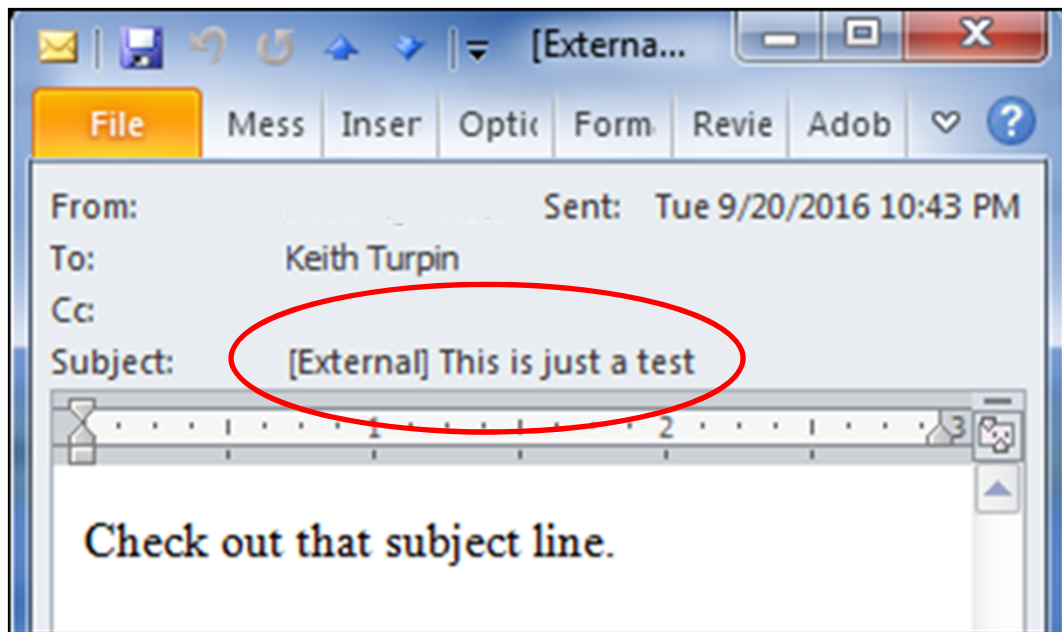 [Externa...
File Mess Inser Optic Form Revie Adob
From: Sent: Tue 9/20/2016 10:43 PM
To: Keith Turpin
Cc:
Subject: [External] This is just a test
1 2 3
Check out that subject line.